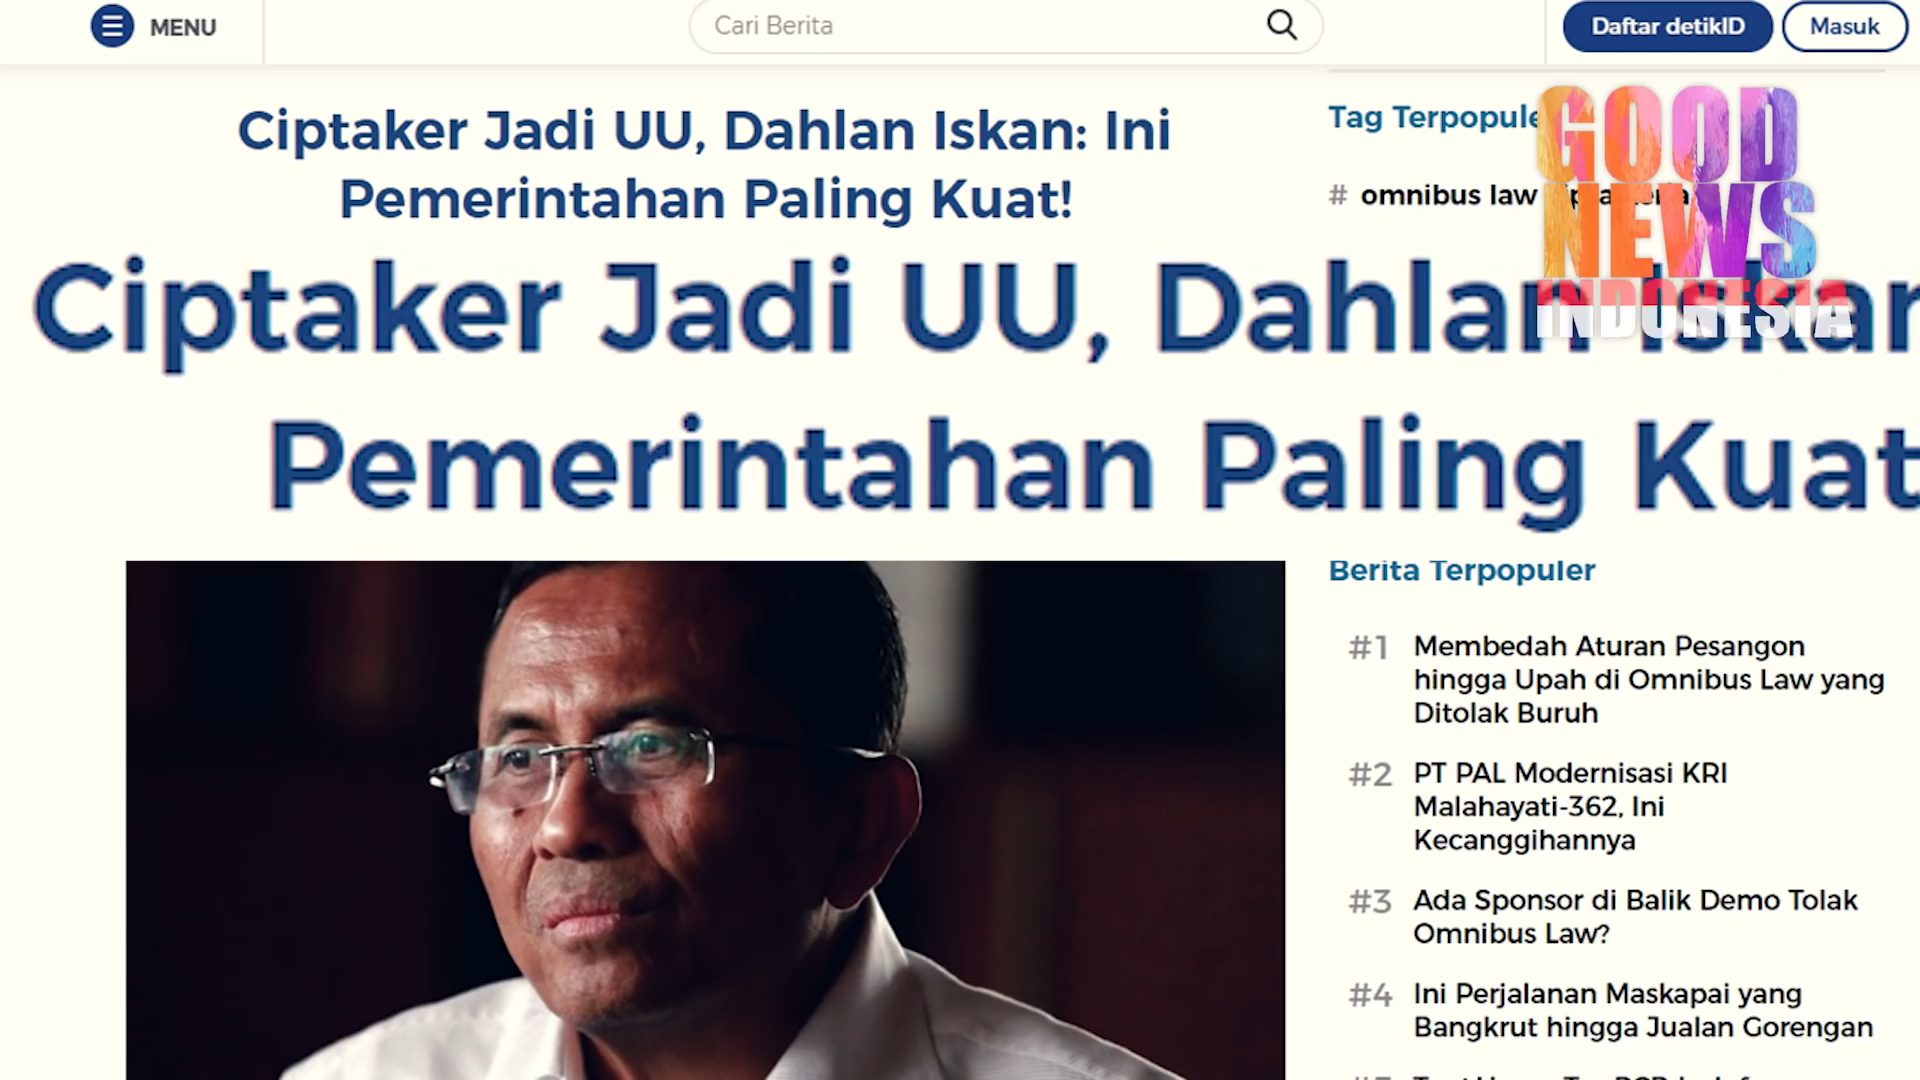 MENU
Cari Berita
Daftar detikID
Masuk
Ciptaker Jadi UU, Dahlan Iskan: Ini
Pemerintahan Paling Kuat!
Tag Terpopule
# omnibus law
GOOD
NEWS
INDONESIA
Ciptaker Jadi UU, Dahlan Iskan
Pemerintahan Paling Kuat
Berita Terpopuler
#1 Membedah Aturan Pesangon
hingga Upah di Omnibus Law yang
Ditolak Buruh
#2 PT PAL Modernisasi KRI
Malahayati-362, Ini
Kecanggihannya
#3 Ada Sponsor di Balik Demo Tolak
Omnibus Law?
#4 Ini Perjalanan Maskapai yang
Bangkrut hingga Jualan Gorengan